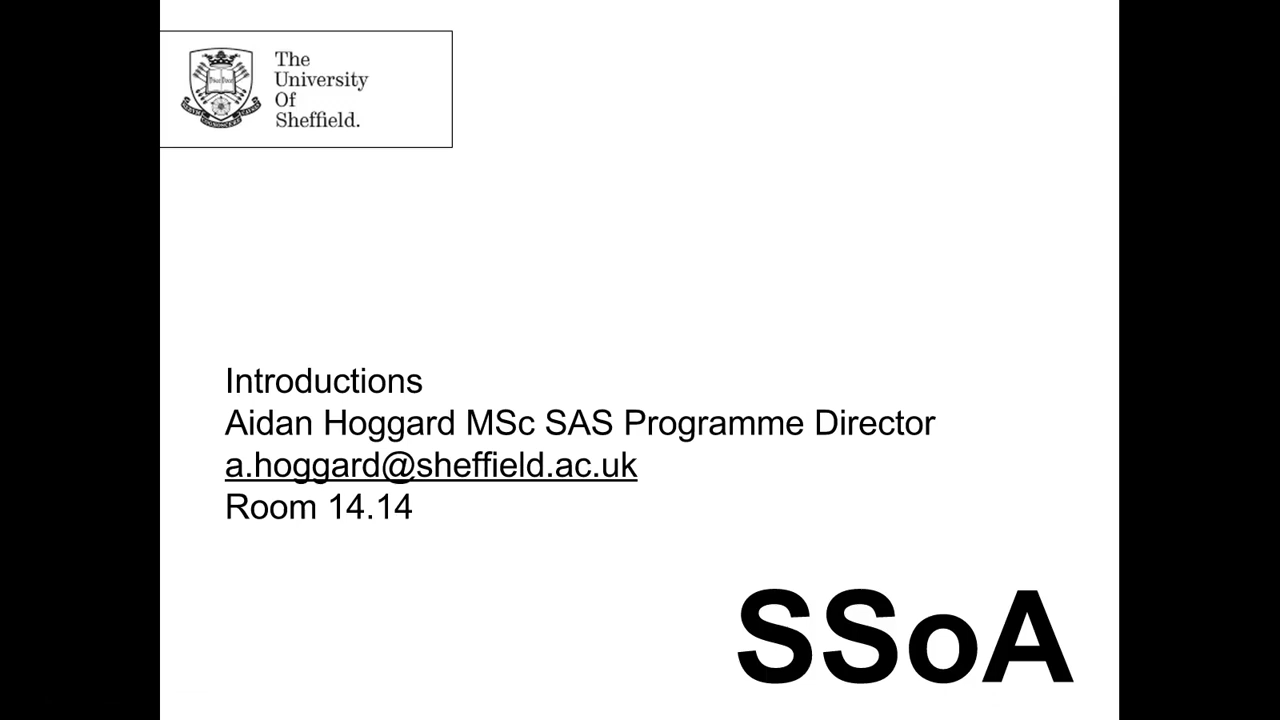 The
University
Of
Sheffield.
Introductions
Aidan Hoggard MSc SAS Programme Director
a.hoggard@sheffield.ac.uk
Room 14.14
SSoA